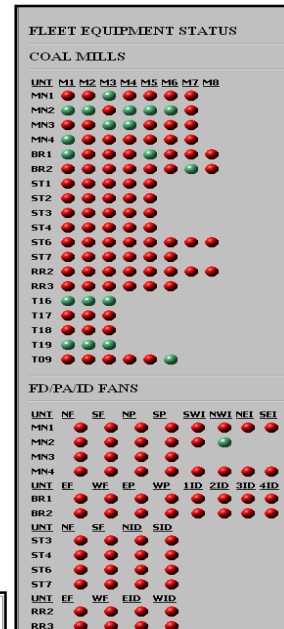 FLEET EQUIPMENT STATUS
COAL MILLS
UNT M1 M2 M3 M4 M5 M6 M7 M8
MN1
MN2
MN3
MN4
BR1
BR2
ST1
ST2
ST3
ST4
ST6
ST7
RR2
RR3
T16
T17
T18
T19
T09
FD/PA/ID FANS
UNT NF SF NP SP SWI NWI NEI SEI
MN1
MN2
MN3
MN4
UNT EF WF EP WP 1ID 2ID 3ID 4ID
BR1
BR2
UNT NF SF NID SID
ST3
ST4
ST6
ST7
UNT EF WF EID WID
RR2
RR3